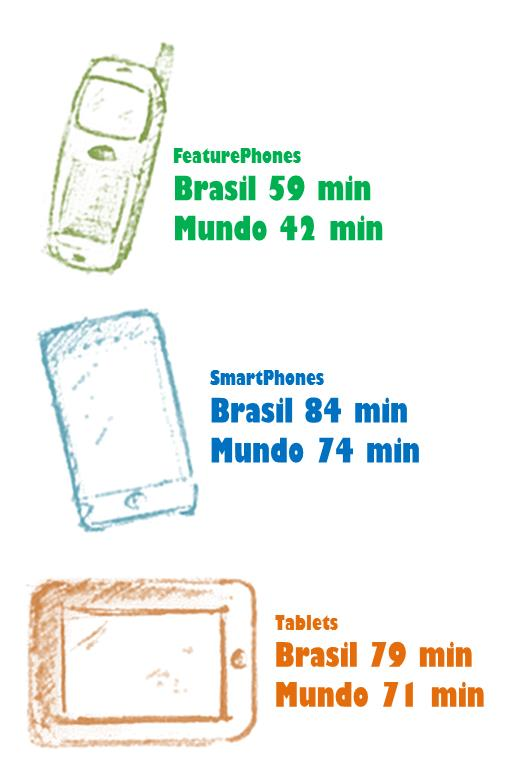 FeaturePhones
Brasil 59 min
Mundo 42 min
SmartPhones
Brasil 84 min
Mundo 74 min
Tablets
Brasil 79 min
Mundo 71 min